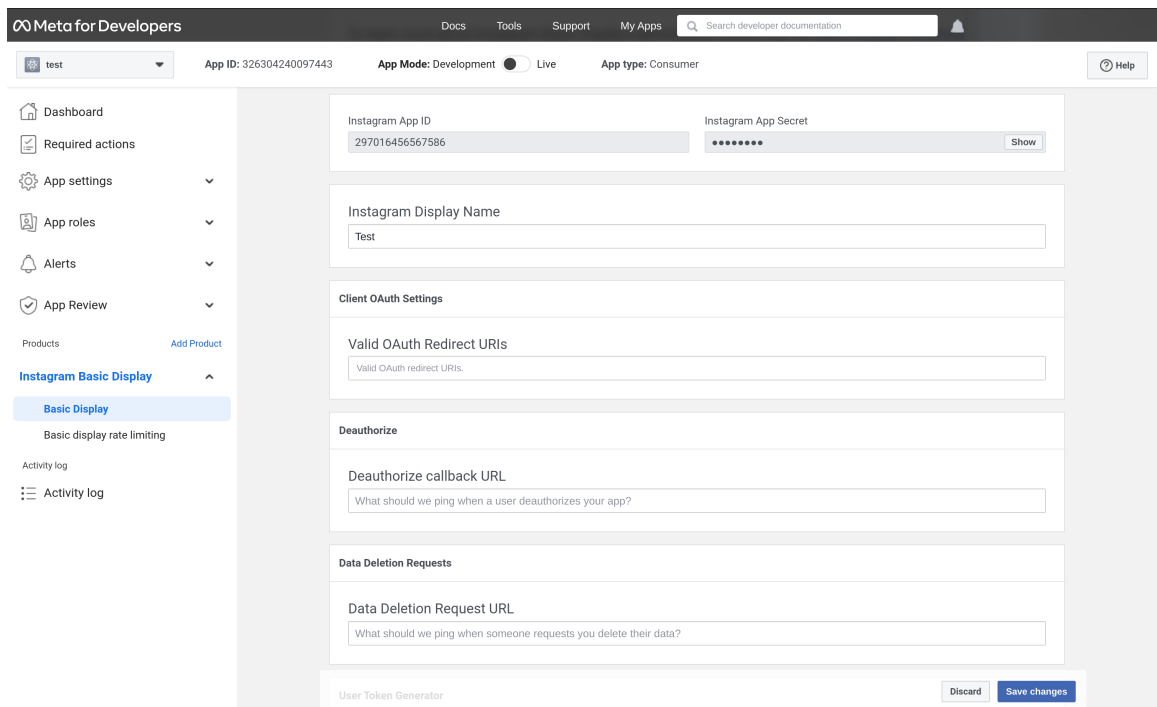 Meta for Developers
Docs Tools Support My Apps Search developer documentation
test App ID: 326304240097443 App Mode: Development Live App type: Consumer Help
Dashboard
Required actions
App settings
App roles
Alerts
App Review
Products Add Product
Instagram Basic Display
Basic Display
Basic display rate limiting
Activity log
Activity log
Instagram App ID Instagram App Secret
297016456567586 ●●●●●●●● Show
Instagram Display Name
Test
Client OAuth Settings
Valid OAuth Redirect URIs
Valid OAuth redirect URIs.
Deauthorize
Deauthorize callback URL
What should we ping when a user deauthorizes your app?
Data Deletion Requests
Data Deletion Request URL
What should we ping when someone requests you delete their data?
User Token Generator
Discard Save changes